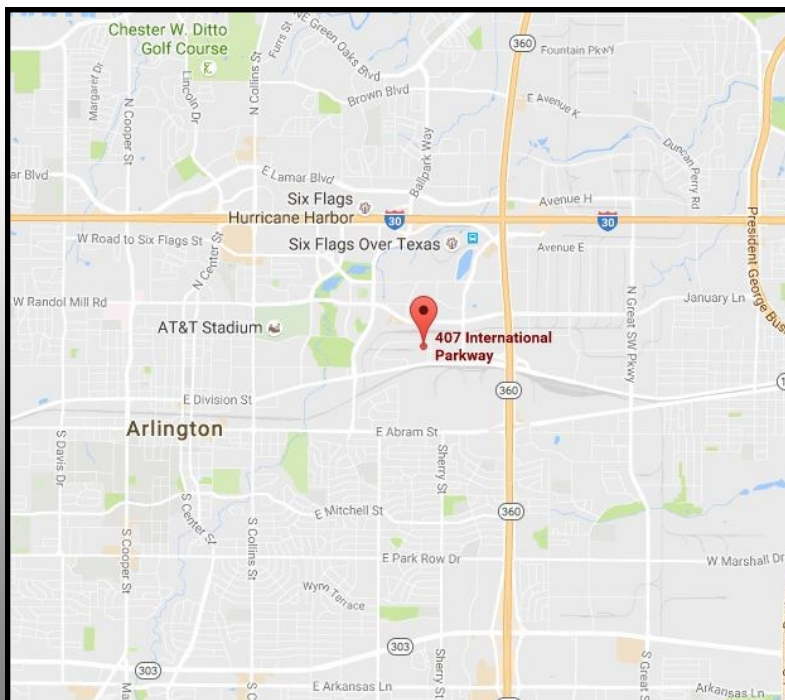 Chester W. Ditto
Golf Course
Margaret Dr
N Cooper St
Lincoln Dr
N Collins St
Furrs St
NE Green Oaks Blvd
Brown Blvd
360
Fountain Pkwy
E Avenue K
Duncan Perry Rd
Ballpark Way
E Lamar Blvd
ar Blvd
Six Flags
Hurricane Harbor
30
Avenue H
30
President George Bus
W Road to Six Flags St
N Center St
Six Flags Over Texas
Avenue E
W Randol Mill Rd
January Ln
N Great SW Pkwy
AT&T Stadium
407 International
Parkway
360
E Division St
Arlington
E Abram St
S Davis Dr
S Center St
Sherry St
E Mitchell St
360
S Cooper St
S Collins St
E Park Row Dr
W Marshall Dr
Wynn Terrace
303
303
Sherry St
S Great S
E Arkansas Ln
Arkansas Ln